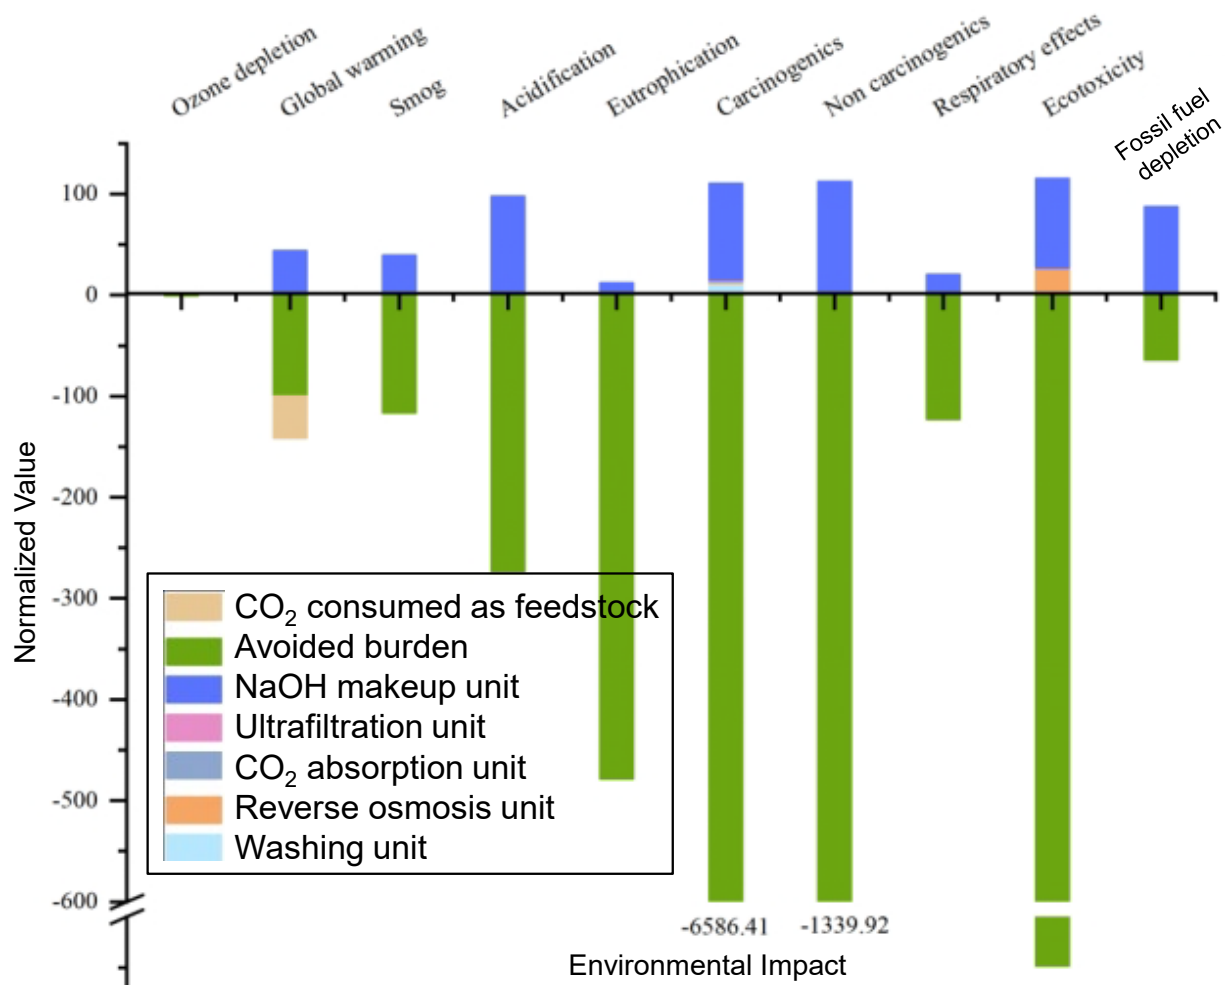 Ozone depletion
Global warming
Smog
Acidification
Eutrophication
Carcinogenics
Non carcinogenics
Respiratory effects
Ecotoxicity
Fossil fuel
depletion
100
0
-100
-200
-300
-400
-500
-600
Normalized Value
CO₂ consumed as feedstock
Avoided burden
NaOH makeup unit
Ultrafiltration unit
CO₂ absorption unit
Reverse osmosis unit
Washing unit
-6586.41
-1339.92
Environmental Impact